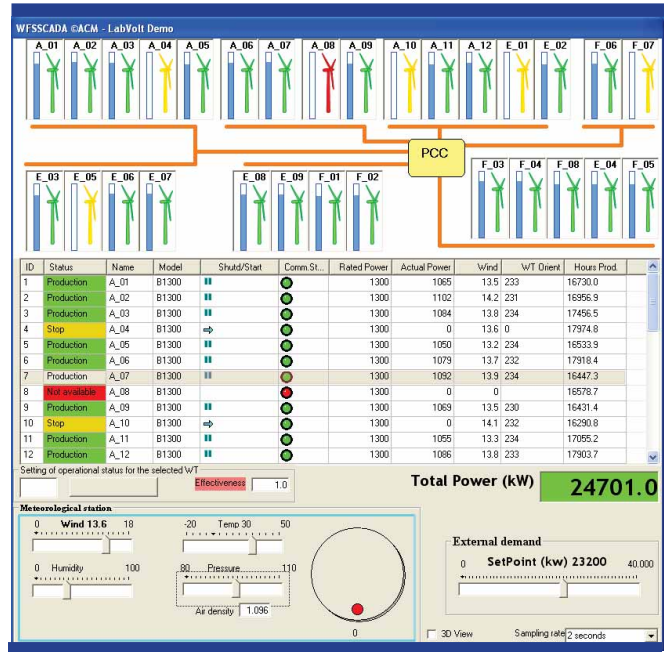 WFSSCADA ©ACM - LabVolt Demo
A_01 A_02 A_03 A_04 A_05 A_06 A_07 A_08 A_09 A_10 A_11 A_12 E_01 E_02 F_06 F_07
PCC
E_03 E_05 E_06 E_07 E_08 E_09 F_01 F_02 F_03 F_04 F_08 E_04 F_05
ID Status Name Model Shutd/Start Comm.St... Rated Power Actual Power Wind WT Orient Hours Prod.
1 Production A_01 B1300 1300 1065 13.5 233 16730.0
2 Production A_02 B1300 1300 1102 14.2 231 16956.9
3 Production A_03 B1300 1300 1084 13.8 234 17456.5
4 Stop A_04 B1300 1300 0 13.6 0 17974.8
5 Production A_05 B1300 1300 1050 13.2 234 16533.9
6 Production A_06 B1300 1300 1079 13.7 232 17918.4
7 Production A_07 B1300 1300 1092 13.9 234 16447.3
8 Not available A_08 B1300 1300 0 0 16578.7
9 Production A_09 B1300 1300 1069 13.5 230 16431.4
10 Stop A_10 B1300 1300 0 14.1 232 16290.8
11 Production A_11 B1300 1300 1055 13.3 234 17055.2
12 Production A_12 B1300 1300 1086 13.8 233 17903.7
Setting of operational status for the selected WT
Effectiveness 1.0
Total Power (kW) 24701.0
Meteorological station
0 Wind 13.6 18 -20 Temp 30 50
0 Humidity 100 80 Pressure 110
Air density 1.096
0
External demand
0 SetPoint (kw) 23200 40.000
3D View Sampling rate 2 seconds